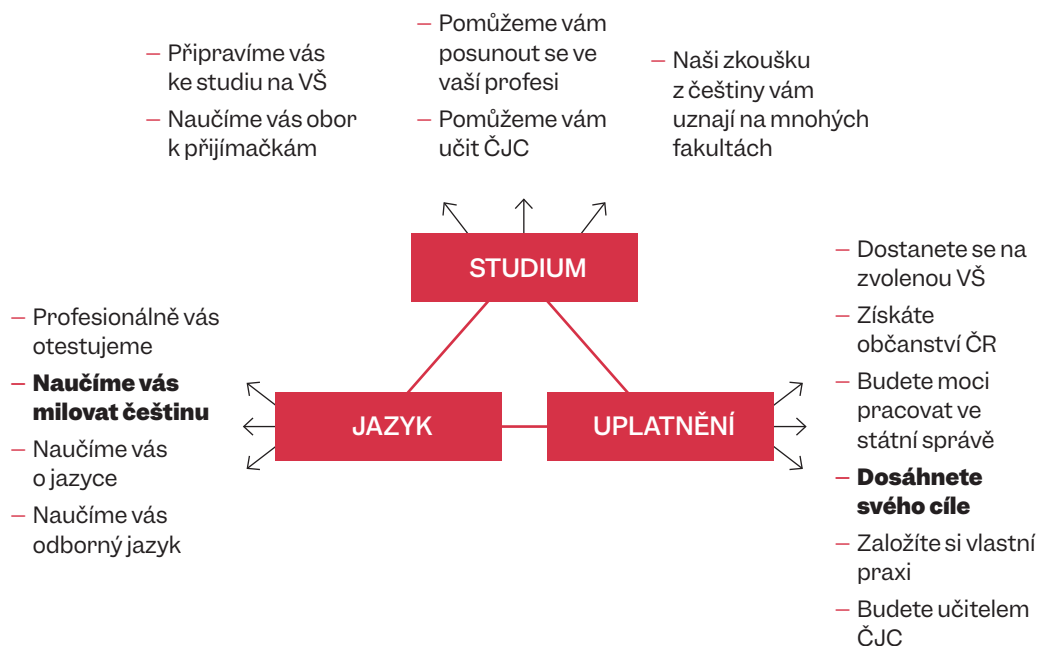 – Připravíme vás
ke studiu na VŠ
– Naučíme vás obor
k přijímačkám
– Pomůžeme vám
posunout se ve
vaší profesi
– Pomůžeme vám
učit ČJC
– Naši zkoušku
z češtiny vám
uznají na mnohých
fakultách
STUDIUM
– Profesionálně vás
otestujeme
– Naučíme vás
milovat češtinu
– Naučíme vás
o jazyce
– Naučíme vás
odborný jazyk
JAZYK
UPLATNĚNÍ
– Dostanete se na
zvolenou VŠ
– Získáte
občanství ČR
– Budete moci
pracovat ve
státní správě
– Dosáhnete
svého cíle
– Založíte si vlastní
praxi
– Budete učitelem
ČJC